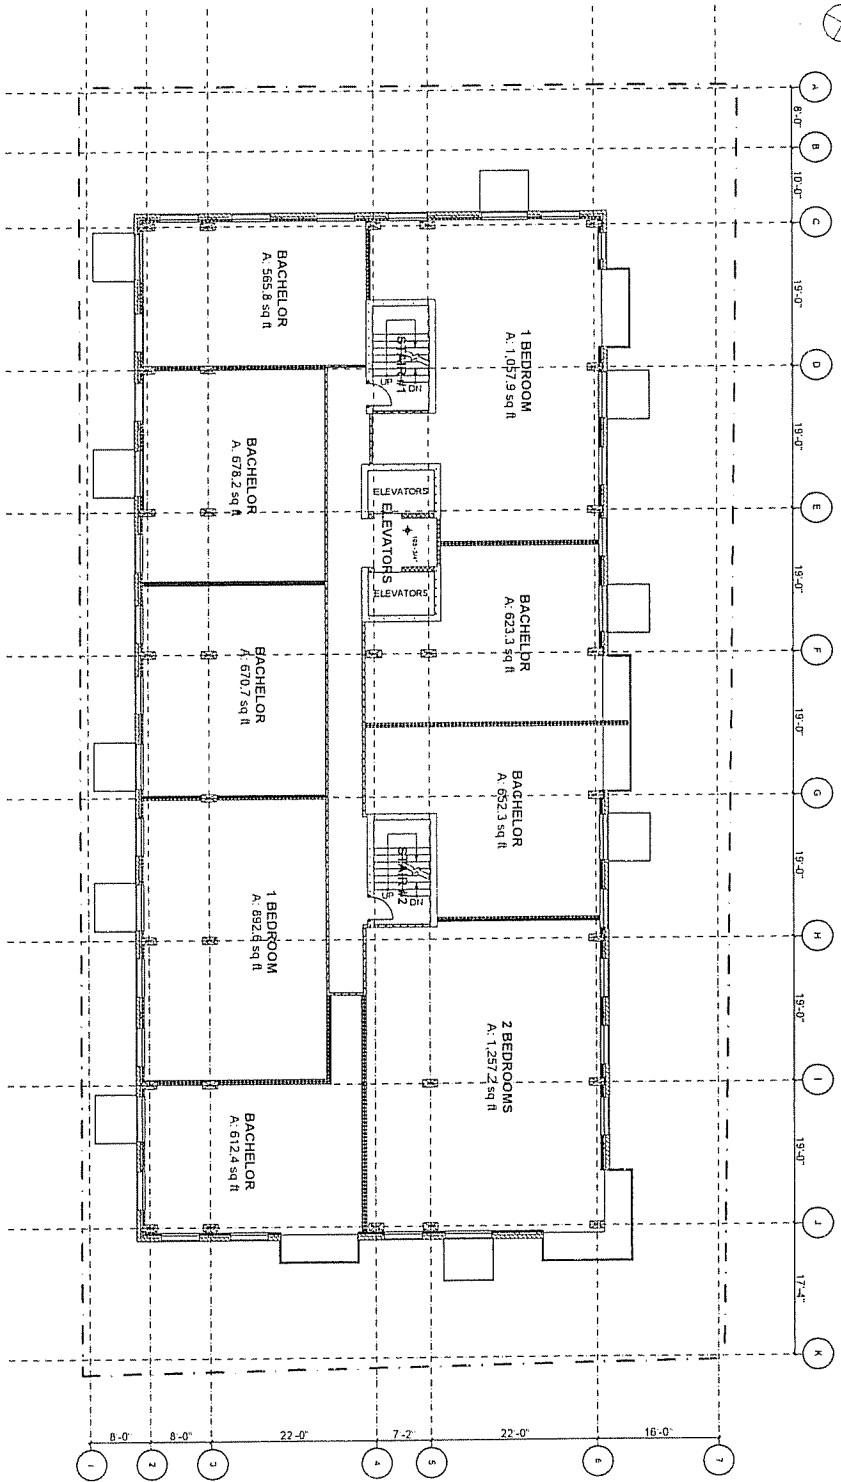 A
8'-0"
B
10'-0"
C
19'-0"
D
19'-0"
E
19'-0"
F
19'-0"
G
19'-0"
H
19'-0"
I
19'-0"
J
17'-4"
K
BACHELOR
A: 565.8 sq ft
1 BEDROOM
A: 1,057.9 sq ft
STAIR #1
UP
DN
BACHELOR
A: 678.2 sq ft
ELEVATORS
ELEVATORS
ELEVATORS
BACHELOR
A: 623.3 sq ft
BACHELOR
A: 670.7 sq ft
BACHELOR
A: 652.3 sq ft
STAIR #2
UP
DN
1 BEDROOM
A: 892.6 sq ft
2 BEDROOMS
A: 1,257.2 sq ft
BACHELOR
A: 612.4 sq ft
8'-0"
8'-0"
22'-0"
7'-2"
22'-0"
16'-0"
1
2
3
4
5
6
7